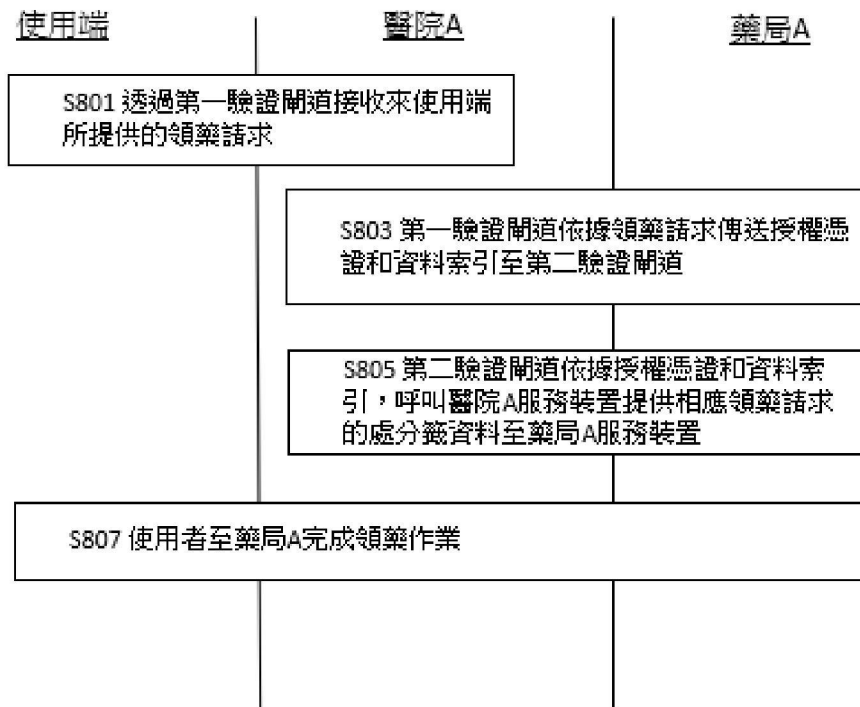 使用端
醫院A
藥局A
S801 透過第一驗證閘道接收來使用端
所提供的領藥請求
S803 第一驗證閘道依據領藥請求傳送授權憑
證和資料索引至第二驗證閘道
S805 第二驗證閘道依據授權憑證和資料索
引，呼叫醫院A服務裝置提供相應領藥請求
的處分籤資料至藥局A服務裝置
S807 使用者至藥局A完成領藥作業